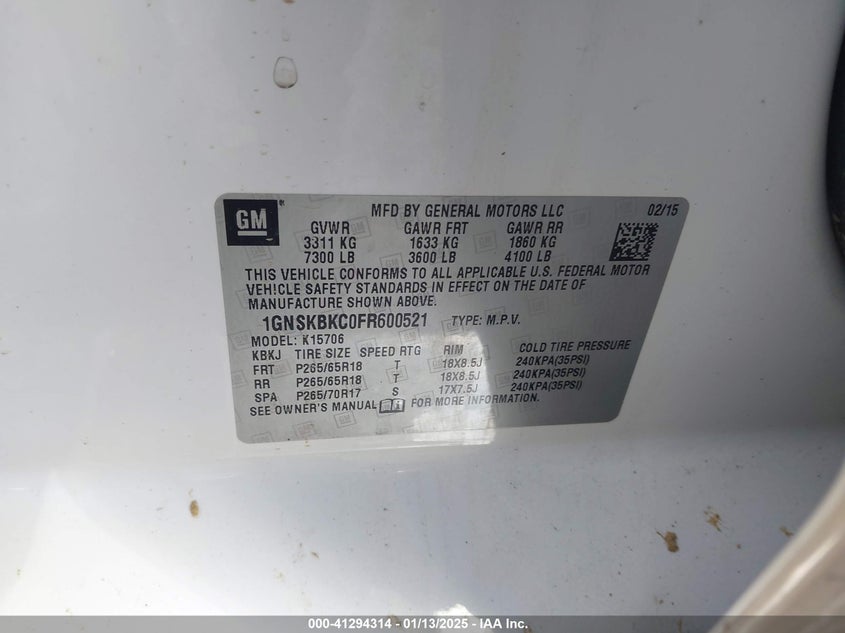 GM ®
MFD BY GENERAL MOTORS LLC 02/15
GVWR GAWR FRT GAWR RR
3311 KG 1633 KG 1860 KG
7300 LB 3600 LB 4100 LB
THIS VEHICLE CONFORMS TO ALL APPLICABLE U.S. FEDERAL MOTOR
VEHICLE SAFETY STANDARDS IN EFFECT ON THE DATE OF
MANUFACTURE SHOWN ABOVE.
1GNSKBKC0FR600521 TYPE: M.P.V.
MODEL: K15706
KBKJ TIRE SIZE SPEED RTG RIM COLD TIRE PRESSURE
FRT P265/65R18 T 18X8.5J 240KPA(35PSI)
RR P265/65R18 T 18X8.5J 240KPA(35PSI)
SPA P265/70R17 S 17X7.5J 240KPA(35PSI)
SEE OWNER'S MANUAL FOR MORE INFORMATION.
000-41294314 - 01/13/2025 - IAA Inc.